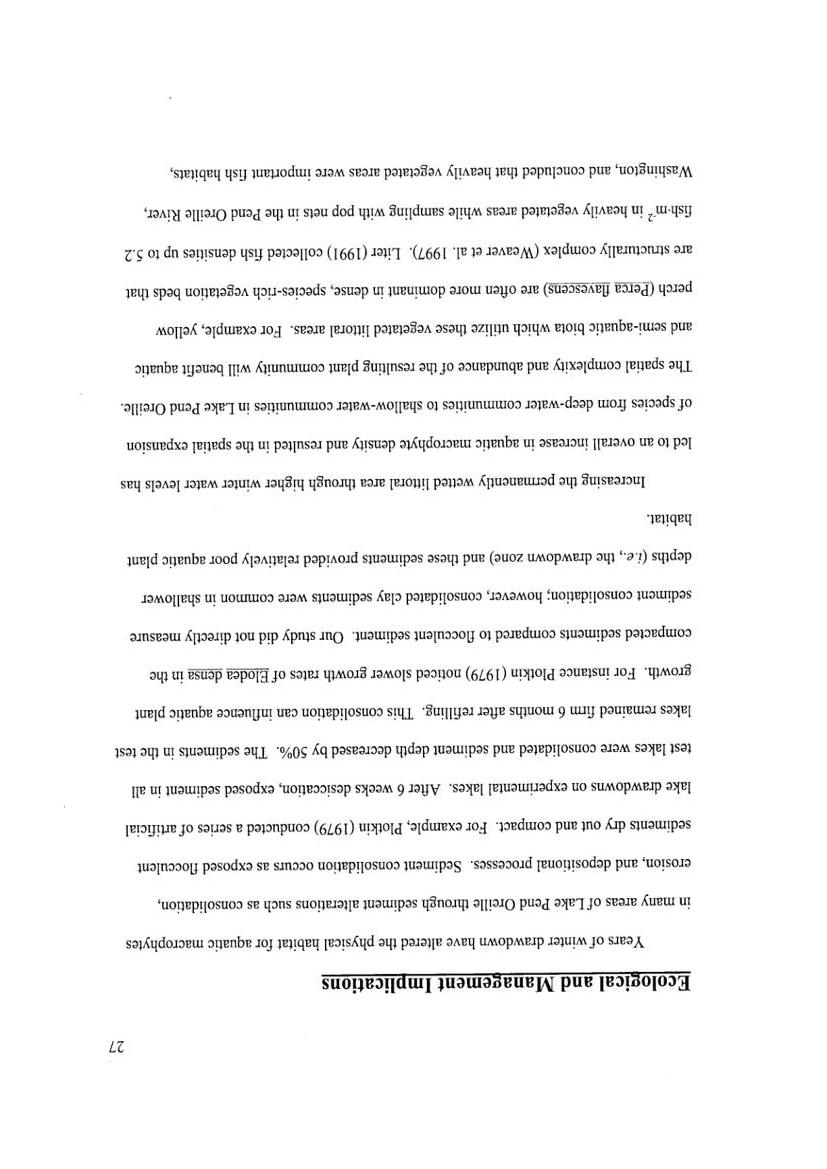 27
Ecological and Management Implications
Years of winter drawdown have altered the physical habitat for aquatic macrophytes
in many areas of Lake Pend Oreille through sediment alterations such as consolidation,
erosion, and depositional processes. Sediment consolidation occurs as exposed flocculent
sediments dry out and compact. For example, Plotkin (1979) conducted a series of artificial
lake drawdowns on experimental lakes. After 6 weeks desiccation, exposed sediment in all
test lakes were consolidated and sediment depth decreased by 50%. The sediments in the test
lakes remained firm 6 months after refilling. This consolidation can influence aquatic plant
growth. For instance Plotkin (1979) noticed slower growth rates of Elodea densa in the
compacted sediments compared to flocculent sediment. Our study did not directly measure
sediment consolidation; however, consolidated clay sediments were common in shallower
depths (i.e., the drawdown zone) and these sediments provided relatively poor aquatic plant
habitat.
Increasing the permanently wetted littoral area through higher winter water levels has
led to an overall increase in aquatic macrophyte density and resulted in the spatial expansion
of species from deep-water communities to shallow-water communities in Lake Pend Oreille.
The spatial complexity and abundance of the resulting plant community will benefit aquatic
and semi-aquatic biota which utilize these vegetated littoral areas. For example, yellow
perch (Perca flavescens) are often more dominant in dense, species-rich vegetation beds that
are structurally complex (Weaver et al. 1997). Liter (1991) collected fish densities up to 5.2
fish·m⁻² in heavily vegetated areas while sampling with pop nets in the Pend Oreille River,
Washington, and concluded that heavily vegetated areas were important fish habitats,